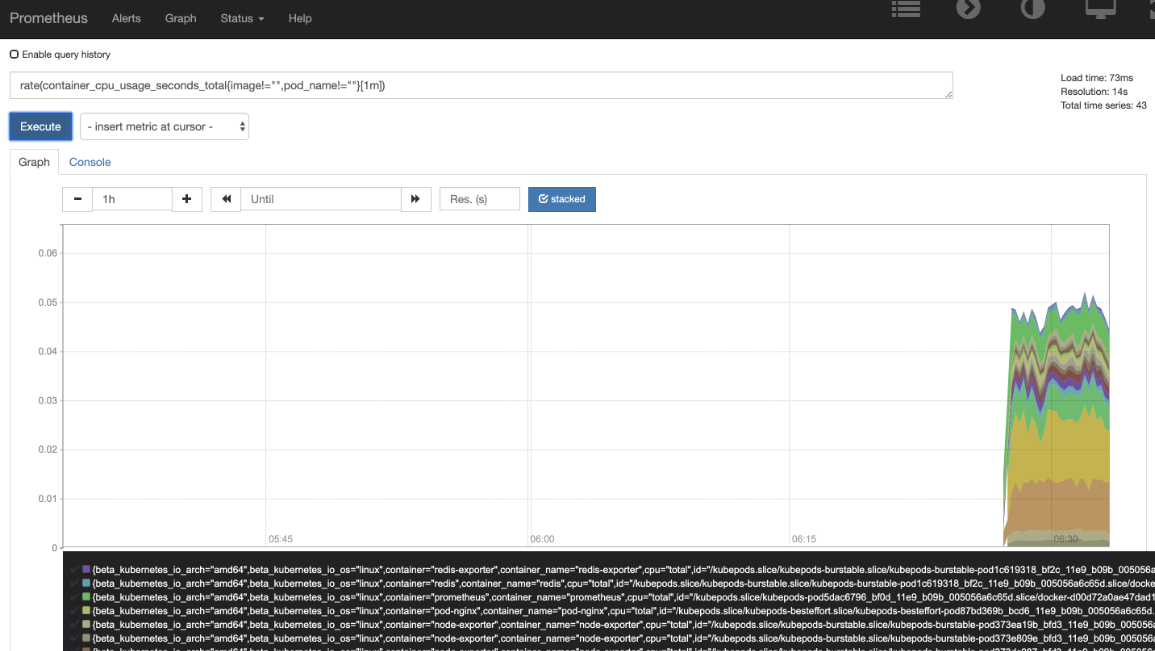 Prometheus Alerts Graph Status Help
Enable query history
rate(container_cpu_usage_seconds_total{image!="",pod_name!=""}[1m])
Load time: 73ms
Resolution: 14s
Total time series: 43
Execute
- insert metric at cursor -
Graph Console
1h Until Res. (s) stacked
0.06
0.05
0.04
0.03
0.02
0.01
0
05:45 06:00 06:15 06:30
{beta_kubernetes_io_arch="amd64",beta_kubernetes_io_os="linux",container="redis-exporter",container_name="redis-exporter",cpu="total",id="/kubepods.slice/kubepods-burstable.slice/kubepods-burstable-pod1c619318_bf2c_11e9_b09b_005056a
{beta_kubernetes_io_arch="amd64",beta_kubernetes_io_os="linux",container="redis",container_name="redis",cpu="total",id="/kubepods.slice/kubepods-burstable.slice/kubepods-burstable-pod1c619318_bf2c_11e9_b09b_005056a6c65d.slice/docke
{beta_kubernetes_io_arch="amd64",beta_kubernetes_io_os="linux",container="prometheus",container_name="prometheus",cpu="total",id="/kubepods.slice/kubepods-pod5dac6796_bf0d_11e9_b09b_005056a6c65d.slice/docker-d00d72a0ae47dad1
{beta_kubernetes_io_arch="amd64",beta_kubernetes_io_os="linux",container="pod-nginx",container_name="pod-nginx",cpu="total",id="/kubepods.slice/kubepods-besteffort.slice/kubepods-besteffort-pod87bd369b_bcd6_11e9_b09b_005056a6c65d.
{beta_kubernetes_io_arch="amd64",beta_kubernetes_io_os="linux",container="node-exporter",container_name="node-exporter",cpu="total",id="/kubepods.slice/kubepods-burstable.slice/kubepods-burstable-pod373ea19b_bfd3_11e9_b09b_005056a
{beta_kubernetes_io_arch="amd64",beta_kubernetes_io_os="linux",container="node-exporter",container_name="node-exporter",cpu="total",id="/kubepods.slice/kubepods-burstable.slice/kubepods-burstable-pod373e809e_bfd3_11e9_b09b_005056a